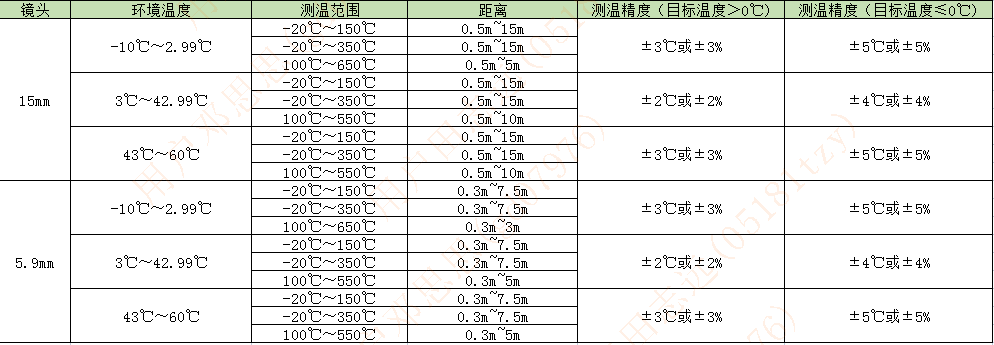 镜头 环境温度 测温范围 距离 测温精度（目标温度＞0℃） 测温精度（目标温度≤0℃）
15mm -10℃～2.99℃ -20℃～150℃ 0.5m~15m ±3℃或±3% ±5℃或±5%
-20℃～350℃ 0.5m~15m
100℃～650℃ 0.5m~5m
3℃～42.99℃ -20℃～150℃ 0.5m~15m ±2℃或±2% ±4℃或±4%
-20℃～350℃ 0.5m~15m
100℃～550℃ 0.5m~10m
43℃～60℃ -20℃～150℃ 0.5m~15m ±3℃或±3% ±5℃或±5%
-20℃～350℃ 0.5m~15m
100℃～550℃ 0.5m~10m
5.9mm -10℃～2.99℃ -20℃～150℃ 0.3m~7.5m ±3℃或±3% ±5℃或±5%
-20℃～350℃ 0.3m~7.5m
100℃～650℃ 0.3m~3m
3℃～42.99℃ -20℃～150℃ 0.3m~7.5m ±2℃或±2% ±4℃或±4%
-20℃～350℃ 0.3m~7.5m
100℃～550℃ 0.3m~5m
43℃～60℃ -20℃～150℃ 0.3m~7.5m ±3℃或±3% ±5℃或±5%
-20℃～350℃ 0.3m~7.5m
100℃～550℃ 0.3m~5m